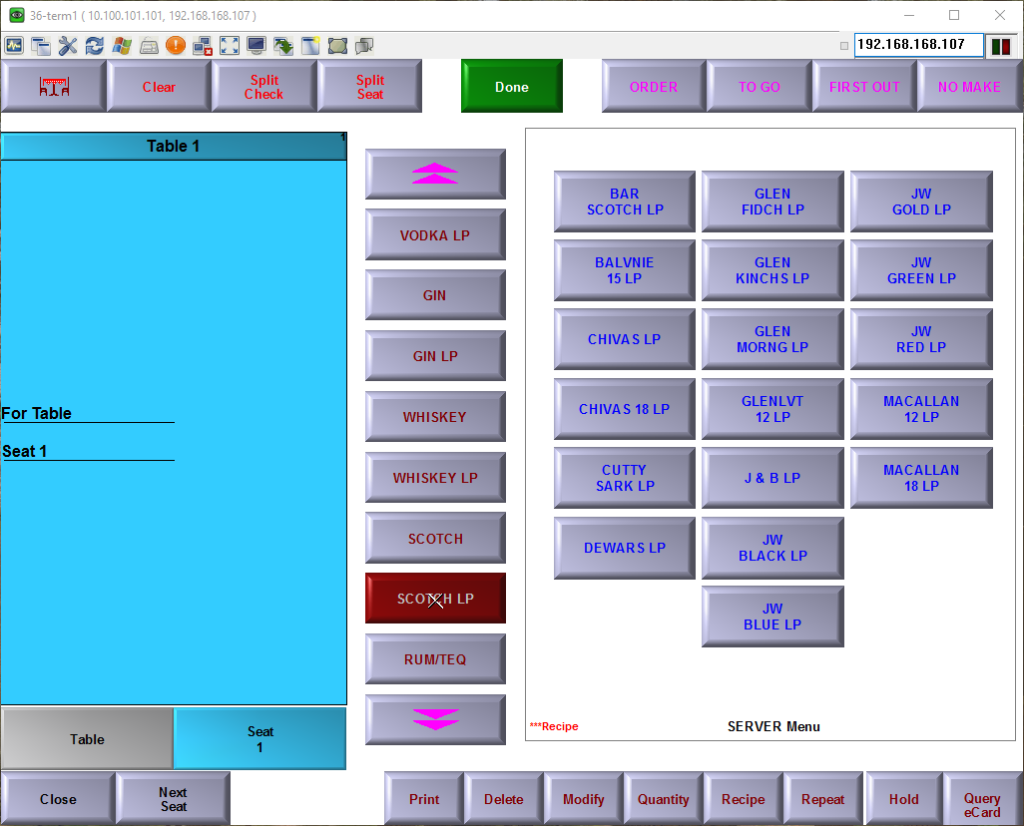 36-term1 ( 10.100.101.101, 192.168.168.107 )
192.168.168.107
Clear
Split
Check
Split
Seat
Done
ORDER
TO GO
FIRST OUT
NO MAKE
Table 1
1
For Table
Seat 1
Table
Seat
1
VODKA LP
GIN
GIN LP
WHISKEY
WHISKEY LP
SCOTCH
SCOTCH LP
RUM/TEQ
BAR
SCOTCH LP
GLEN
FIDCH LP
JW
GOLD LP
BALVNIE
15 LP
GLEN
KINCHS LP
JW
GREEN LP
CHIVAS LP
GLEN
MORNG LP
JW
RED LP
CHIVAS 18 LP
GLENLVT
12 LP
MACALLAN
12 LP
CUTTY
SARK LP
J & B LP
MACALLAN
18 LP
DEWARS LP
JW
BLACK LP
JW
BLUE LP
***Recipe
SERVER Menu
Close
Next
Seat
Print
Delete
Modify
Quantity
Recipe
Repeat
Hold
Query
eCard